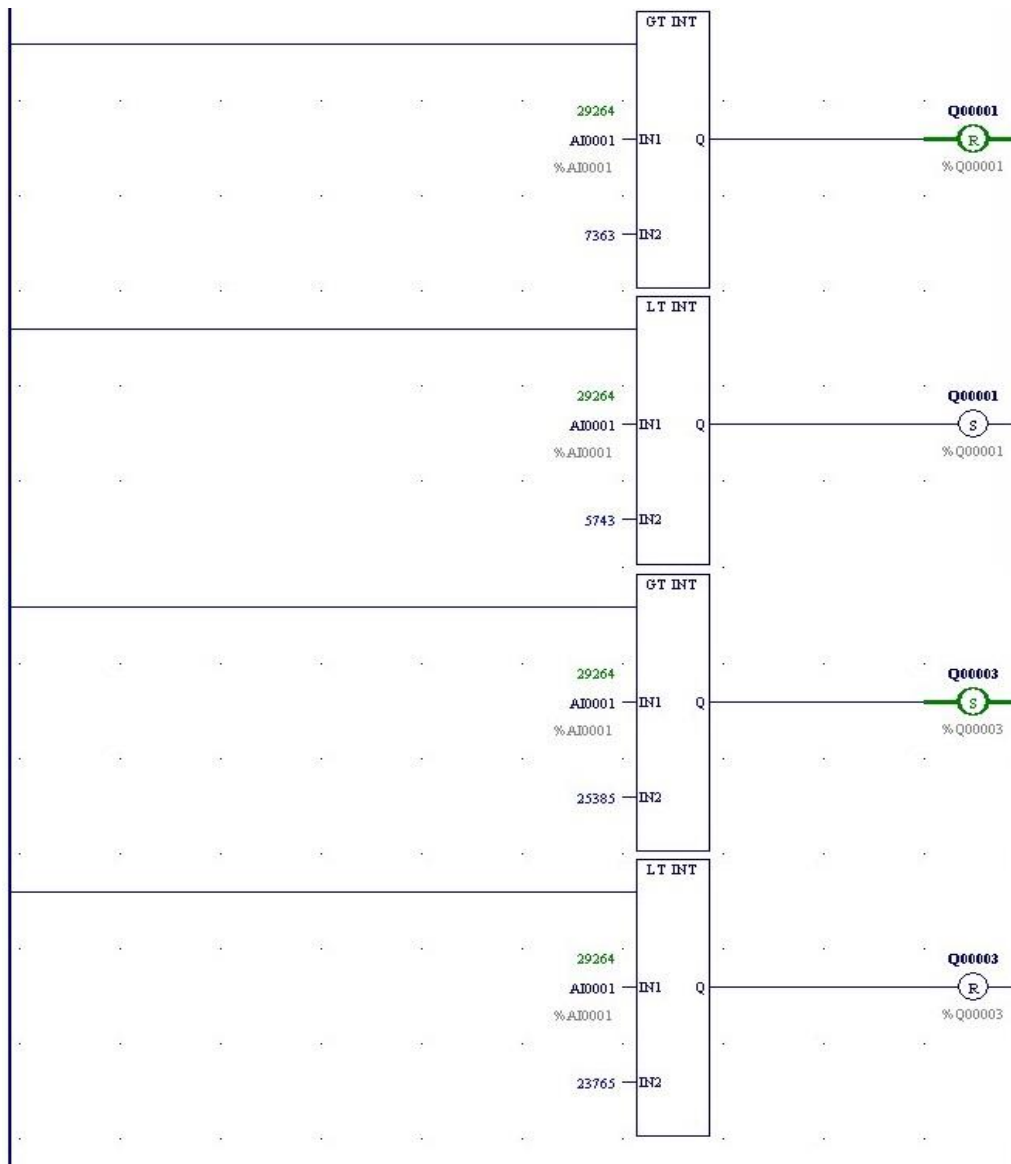 GT INT
29264
Q00001
AI0001 IN1 Q R
%AI0001
%Q00001
7363 IN2
LT INT
29264
Q00001
AI0001 IN1 Q S
%AI0001
%Q00001
5743 IN2
GT INT
29264
Q00003
AI0001 IN1 Q S
%AI0001
%Q00003
25385 IN2
LT INT
29264
Q00003
AI0001 IN1 Q R
%AI0001
%Q00003
23765 IN2